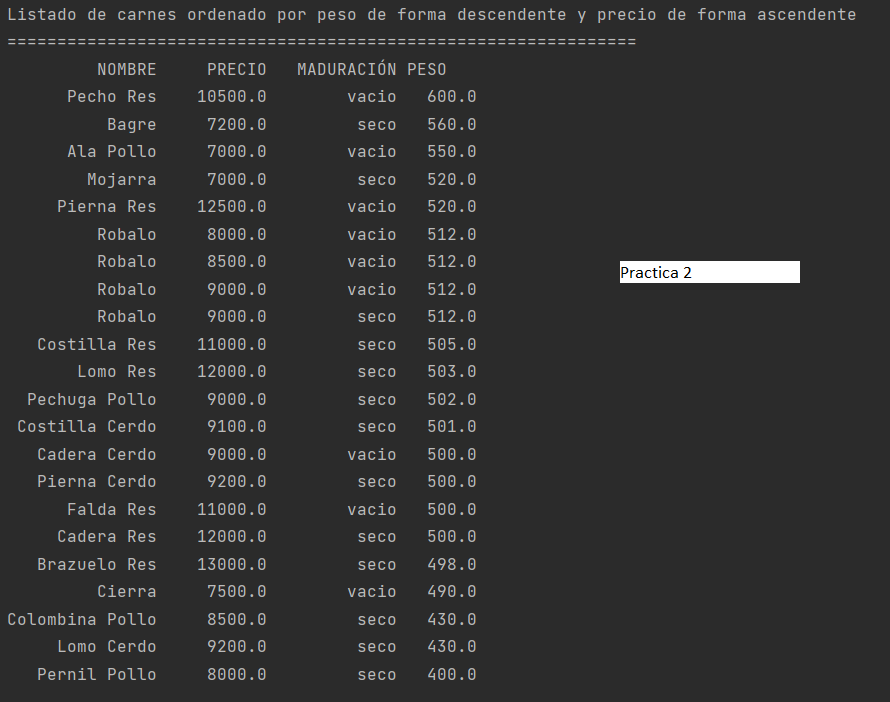 Listado de carnes ordenado por peso de forma descendente y precio de forma ascendente
===============================================================
NOMBRE PRECIO MADURACIÓN PESO
Pecho Res 10500.0 vacio 600.0
Bagre 7200.0 seco 560.0
Ala Pollo 7000.0 vacio 550.0
Mojarra 7000.0 seco 520.0
Pierna Res 12500.0 vacio 520.0
Robalo 8000.0 vacio 512.0
Robalo 8500.0 vacio 512.0
Practica 2
Robalo 9000.0 vacio 512.0
Robalo 9000.0 seco 512.0
Costilla Res 11000.0 seco 505.0
Lomo Res 12000.0 seco 503.0
Pechuga Pollo 9000.0 seco 502.0
Costilla Cerdo 9100.0 seco 501.0
Cadera Cerdo 9000.0 vacio 500.0
Pierna Cerdo 9200.0 seco 500.0
Falda Res 11000.0 vacio 500.0
Cadera Res 12000.0 seco 500.0
Brazuelo Res 13000.0 seco 498.0
Cierra 7500.0 vacio 490.0
Colombina Pollo 8500.0 seco 430.0
Lomo Cerdo 9200.0 seco 430.0
Pernil Pollo 8000.0 seco 400.0